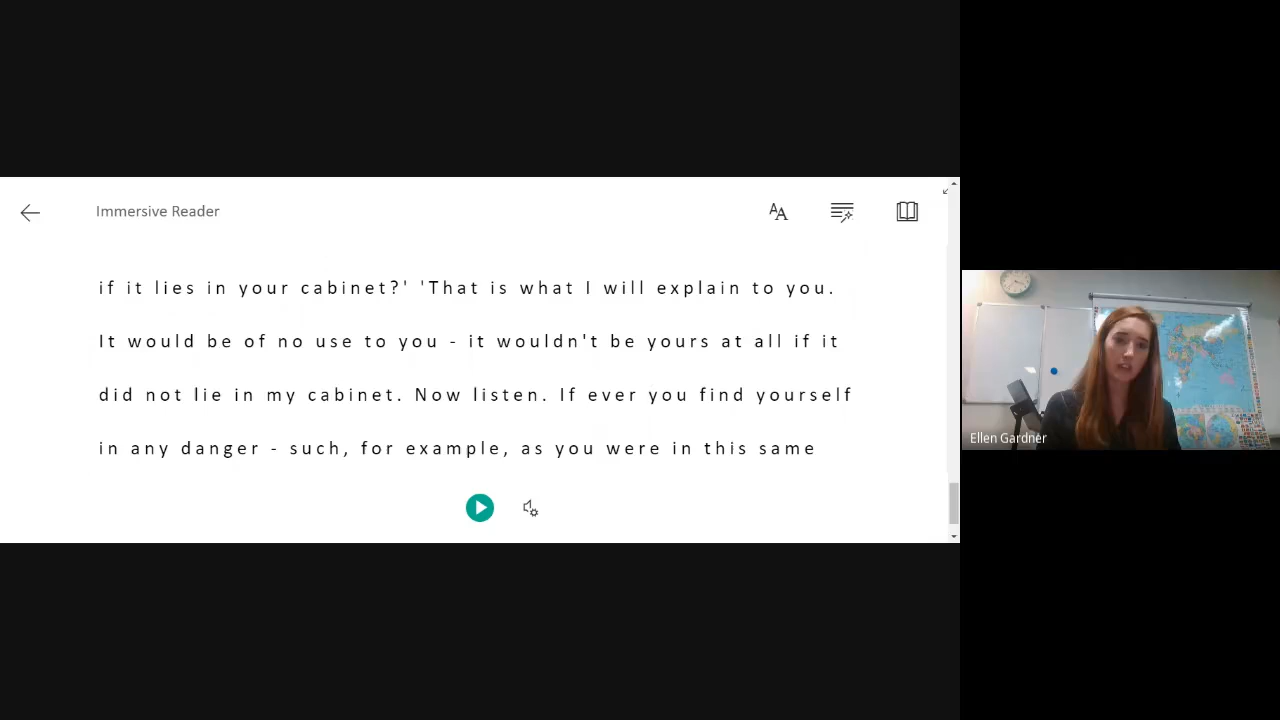 Immersive Reader
if it lies in your cabinet?' 'That is what I will explain to you.
It would be of no use to you - it wouldn't be yours at all if it
did not lie in my cabinet. Now listen. If ever you find yourself
in any danger - such, for example, as you were in this same
Ellen Gardner